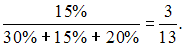 15% / (30% + 15% + 20%) = 3/13.